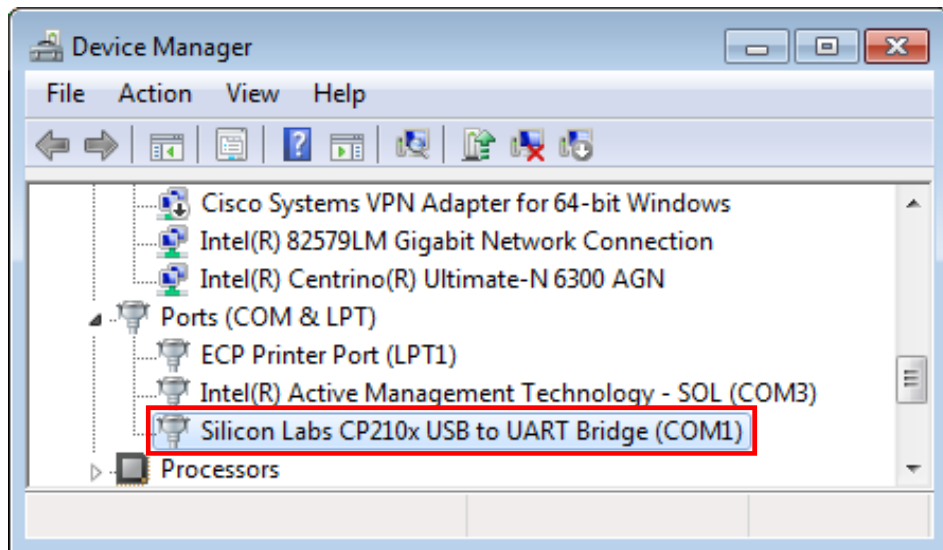 Device Manager
File Action View Help
Cisco Systems VPN Adapter for 64-bit Windows
Intel(R) 82579LM Gigabit Network Connection
Intel(R) Centrino(R) Ultimate-N 6300 AGN
Ports (COM & LPT)
ECP Printer Port (LPT1)
Intel(R) Active Management Technology - SOL (COM3)
Silicon Labs CP210x USB to UART Bridge (COM1)
Processors